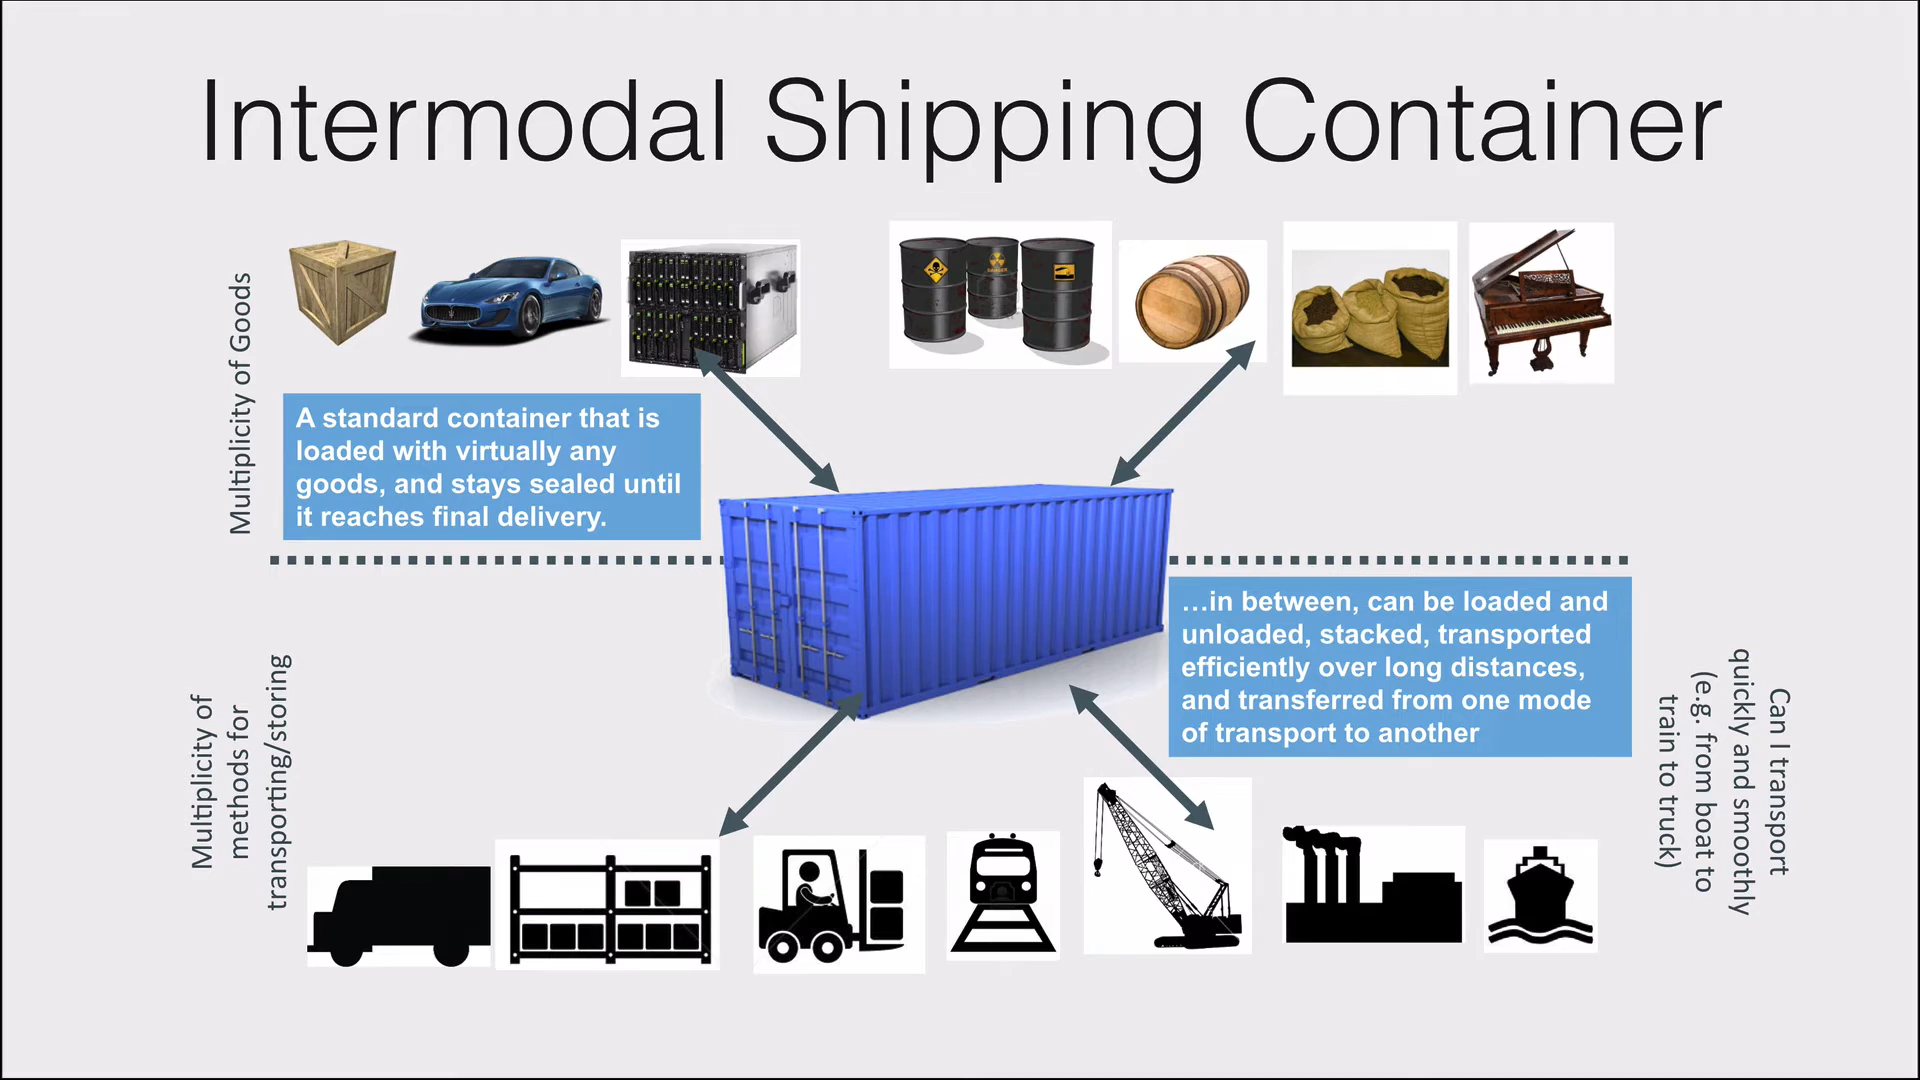 Intermodal Shipping Container
Multiplicity of Goods
A standard container that is
loaded with virtually any
goods, and stays sealed until
it reaches final delivery.
…in between, can be loaded and
unloaded, stacked, transported
efficiently over long distances,
and transferred from one mode
of transport to another
Multiplicity of
methods for
transporting/storing
Can I transport
quickly and smoothly
(e.g. from boat to
train to truck)